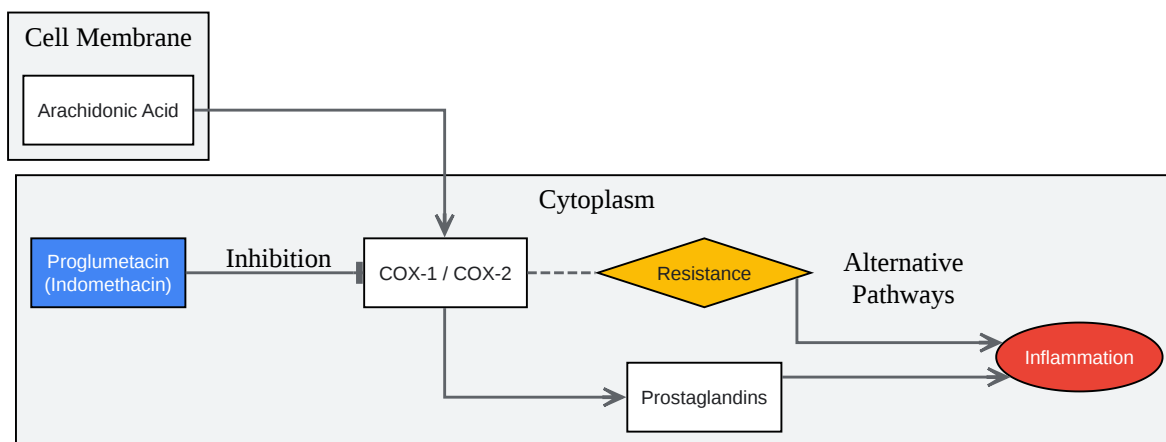 Cell Membrane
Arachidonic Acid
Cytoplasm
Proglumetacin
(Indomethacin)
Inhibition
COX-1 / COX-2
Resistance
Alternative
Pathways
Inflammation
Prostaglandins